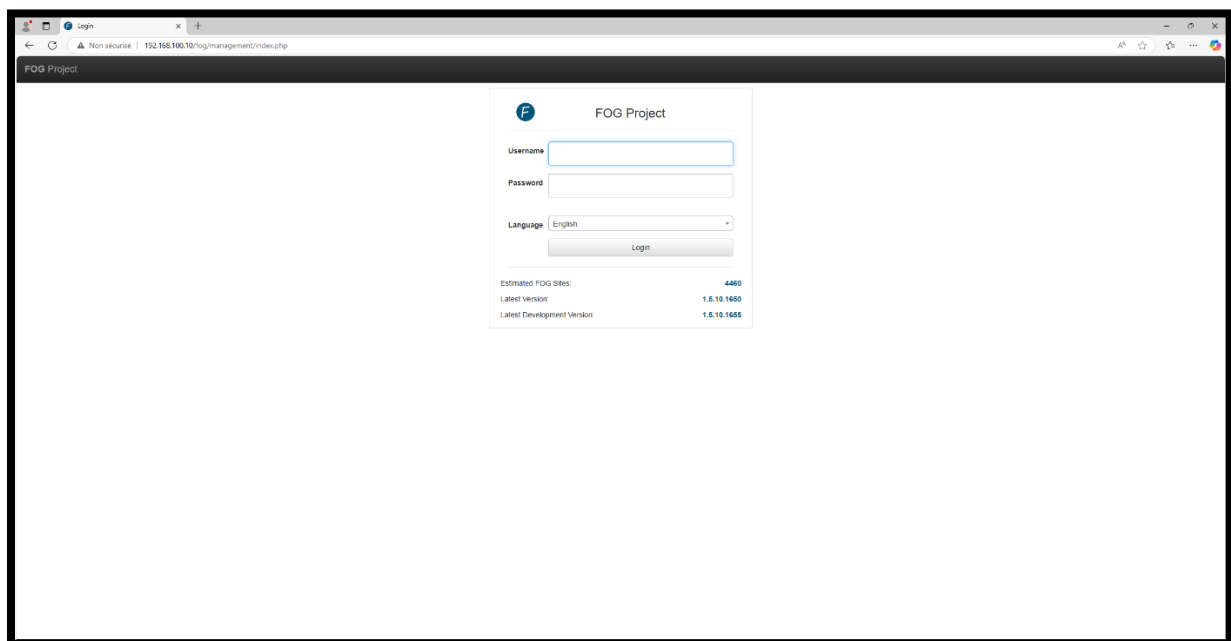 Login
Non sécurisé | 192.168.100.10/fog/management/index.php
FOG Project
FOG Project
Username
Password
Language English
Login
Estimated FOG Sites: 4460
Latest Version: 1.5.10.1650
Latest Development Version: 1.5.10.1655